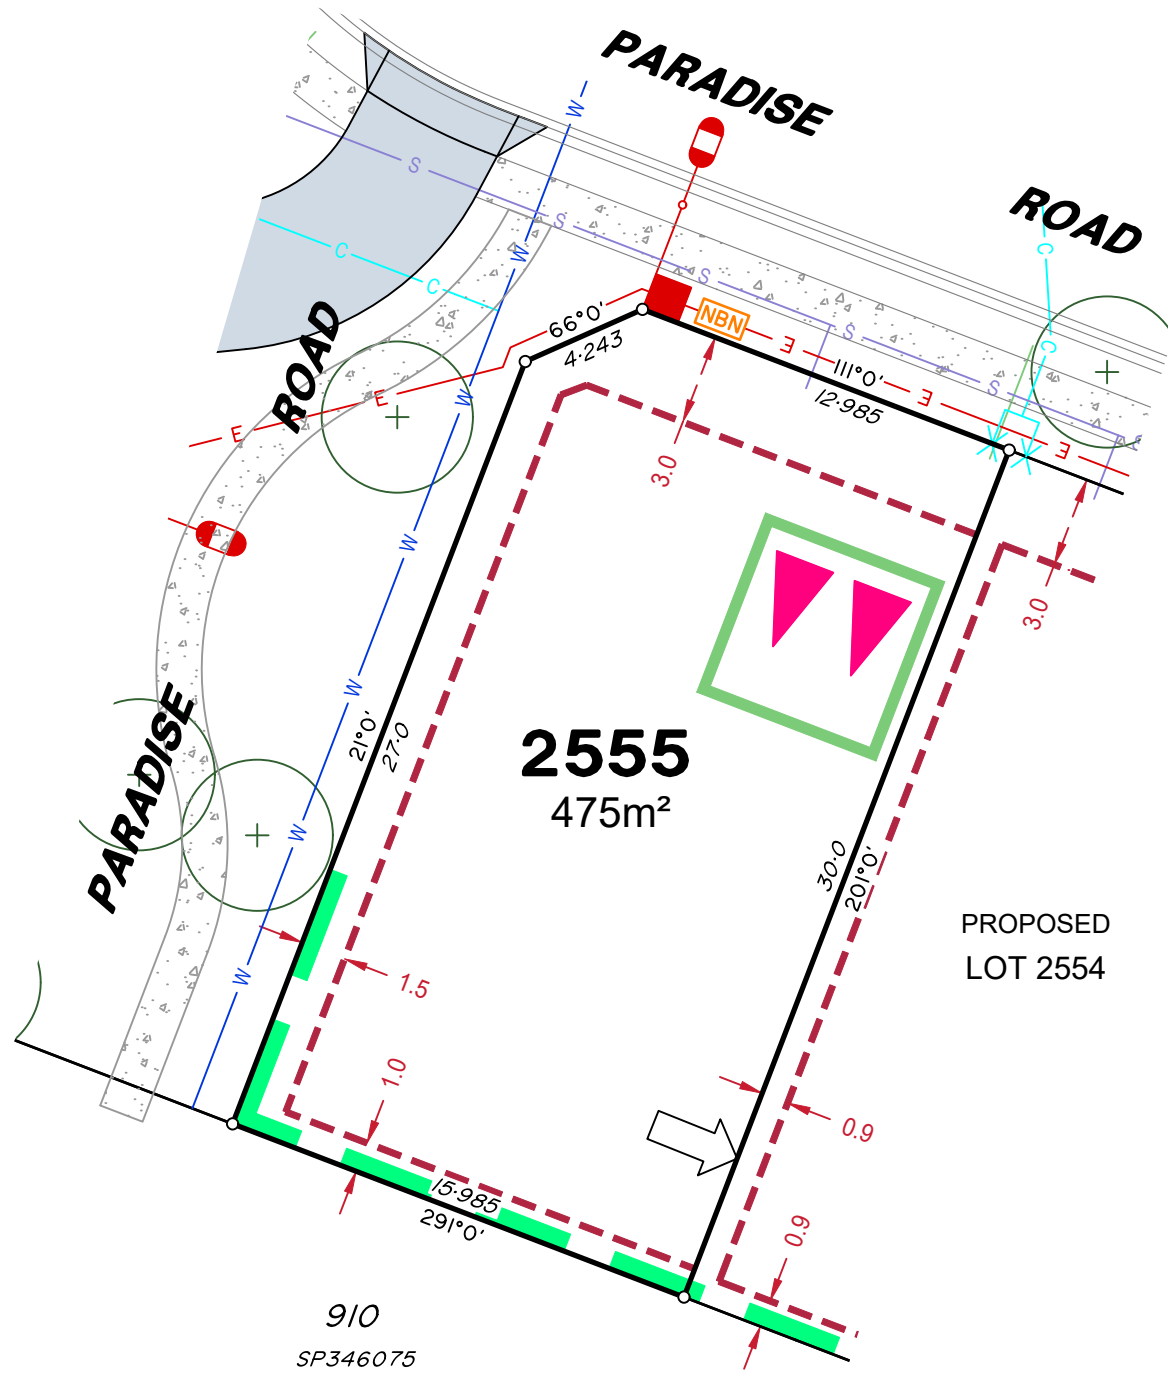 PARADISE
ROAD
W
S
S
S
S
S
C
C
C
C
W
W
W
W
W
W
NBN
E
E
E
E
E
66°0'
4·243
111°0'
12·985
3.0
3.0
ROAD
PARADISE
21°0'
27·0
2555
475m²
30·0
201°0'
PROPOSED
LOT 2554
1.5
1.0
0.9
0.9
15·985
291°0'
910
SP346075